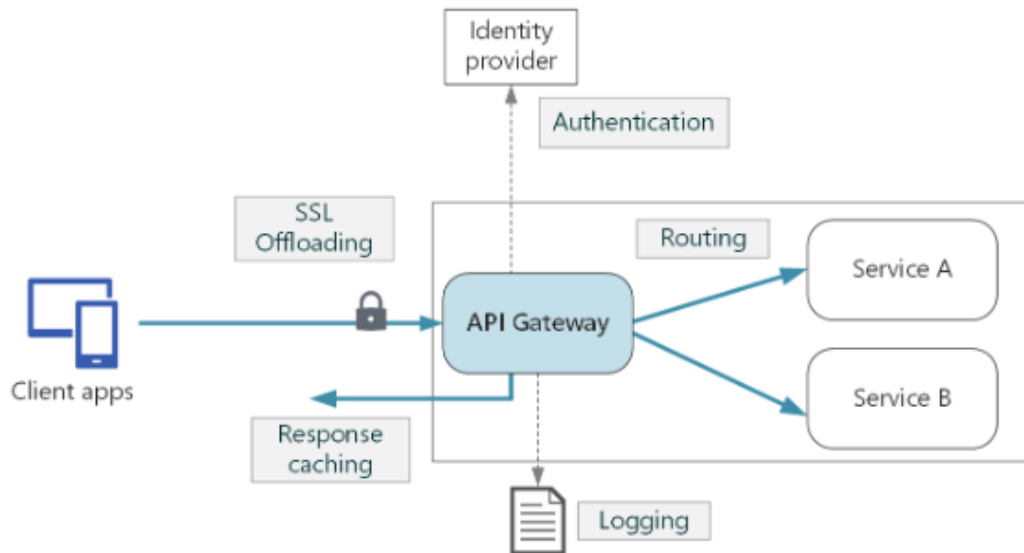 Identity
provider
Authentication
SSL
Offloading
Routing
Service A
API Gateway
Client apps
Service B
Response
caching
Logging